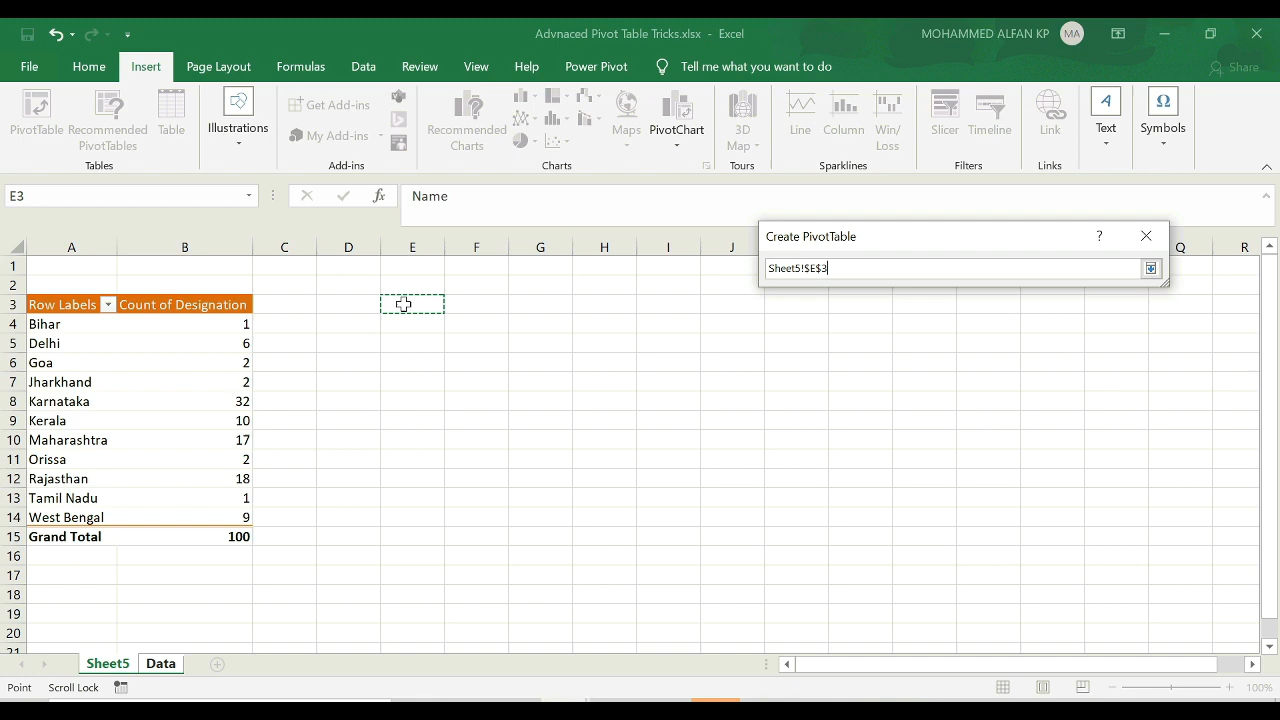 Advnaced Pivot Table Tricks.xlsx - Excel
MOHAMMED ALFAN KP MA
File Home Insert Page Layout Formulas Data Review View Help Power Pivot Tell me what you want to do Share
PivotTable
Recommended
PivotTables
Table
Tables
Illustrations
Get Add-ins
My Add-ins
Add-ins
Recommended
Charts
Maps
PivotChart
Charts
3D
Map
Tours
Line
Column
Win/
Loss
Sparklines
Slicer
Timeline
Filters
Link
Links
Text
Symbols
E3 fx Name
Create PivotTable ?
Sheet5!$E$3
A B C D E F G H I J Q R
1
2
3 Row Labels Count of Designation
4 Bihar 1
5 Delhi 6
6 Goa 2
7 Jharkhand 2
8 Karnataka 32
9 Kerala 10
10 Maharashtra 17
11 Orissa 2
12 Rajasthan 18
13 Tamil Nadu 1
14 West Bengal 9
15 Grand Total 100
16
17
18
19
20
21
Sheet5 Data
Point Scroll Lock 100%